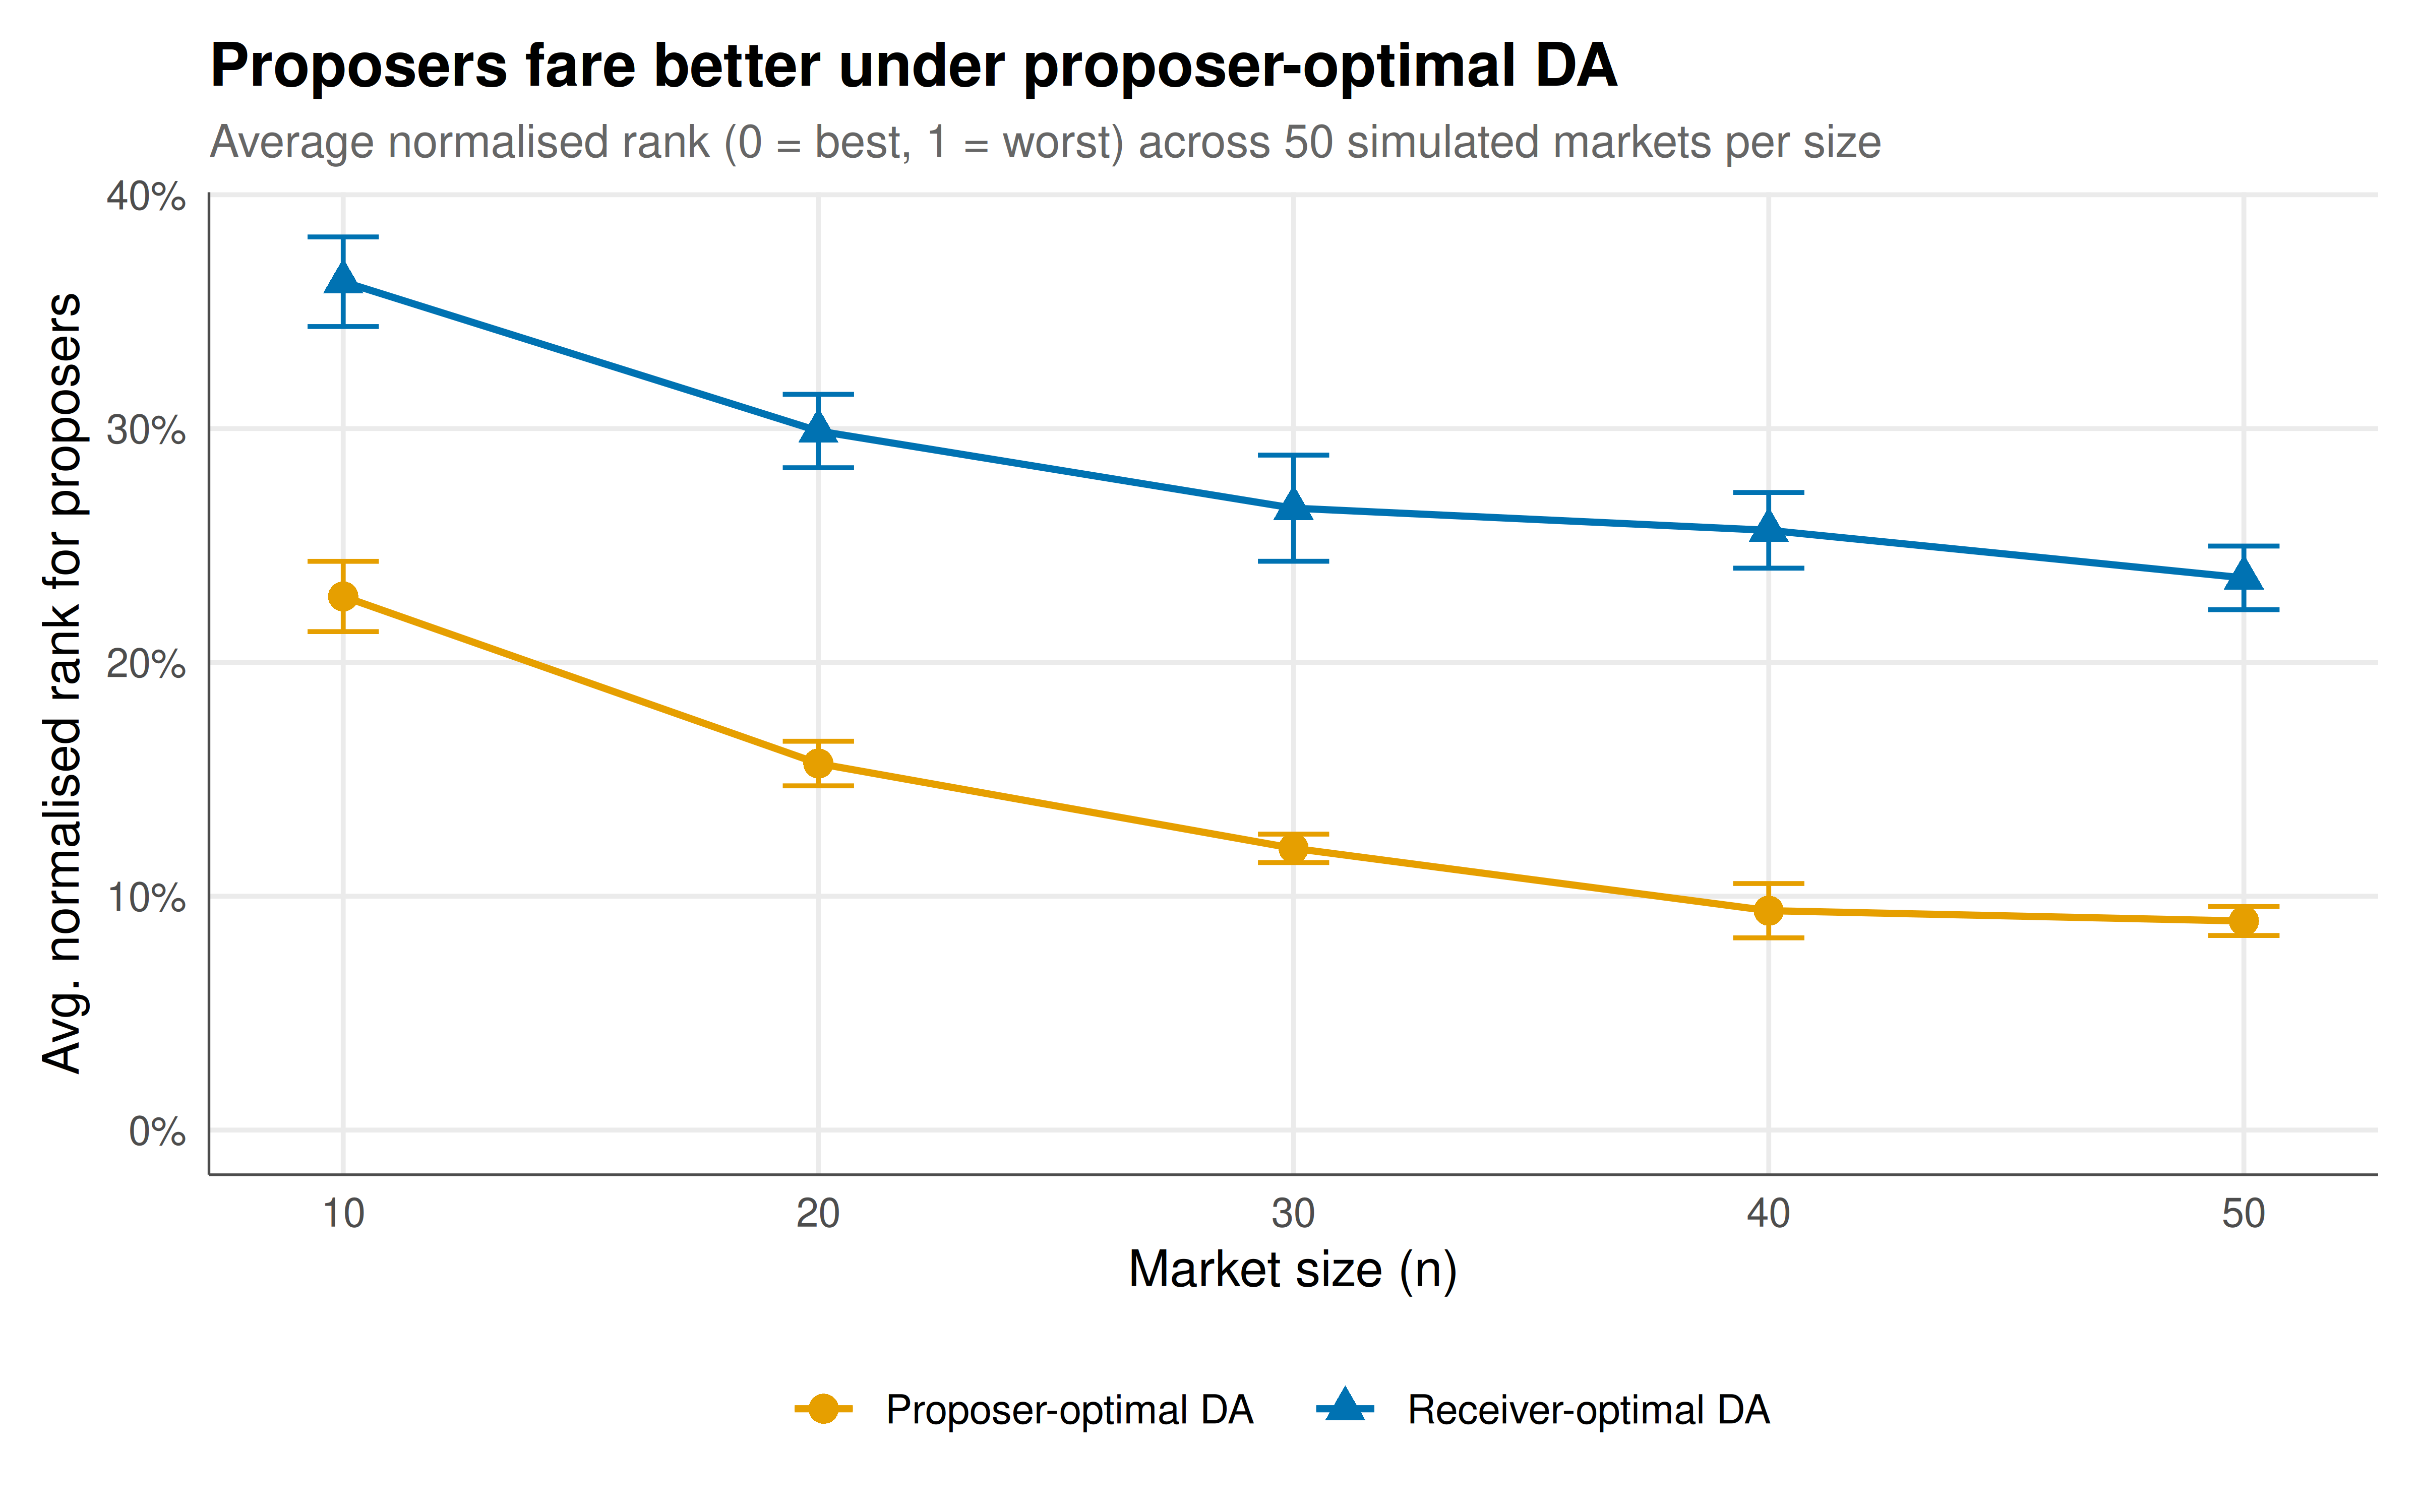 Proposers fare better under proposer-optimal DA
Average normalised rank (0 = best, 1 = worst) across 50 simulated markets per size
Avg. normalised rank for proposers
40%
30%
20%
10%
0%
10 20 30 40 50
Market size (n)
Proposer-optimal DA Receiver-optimal DA